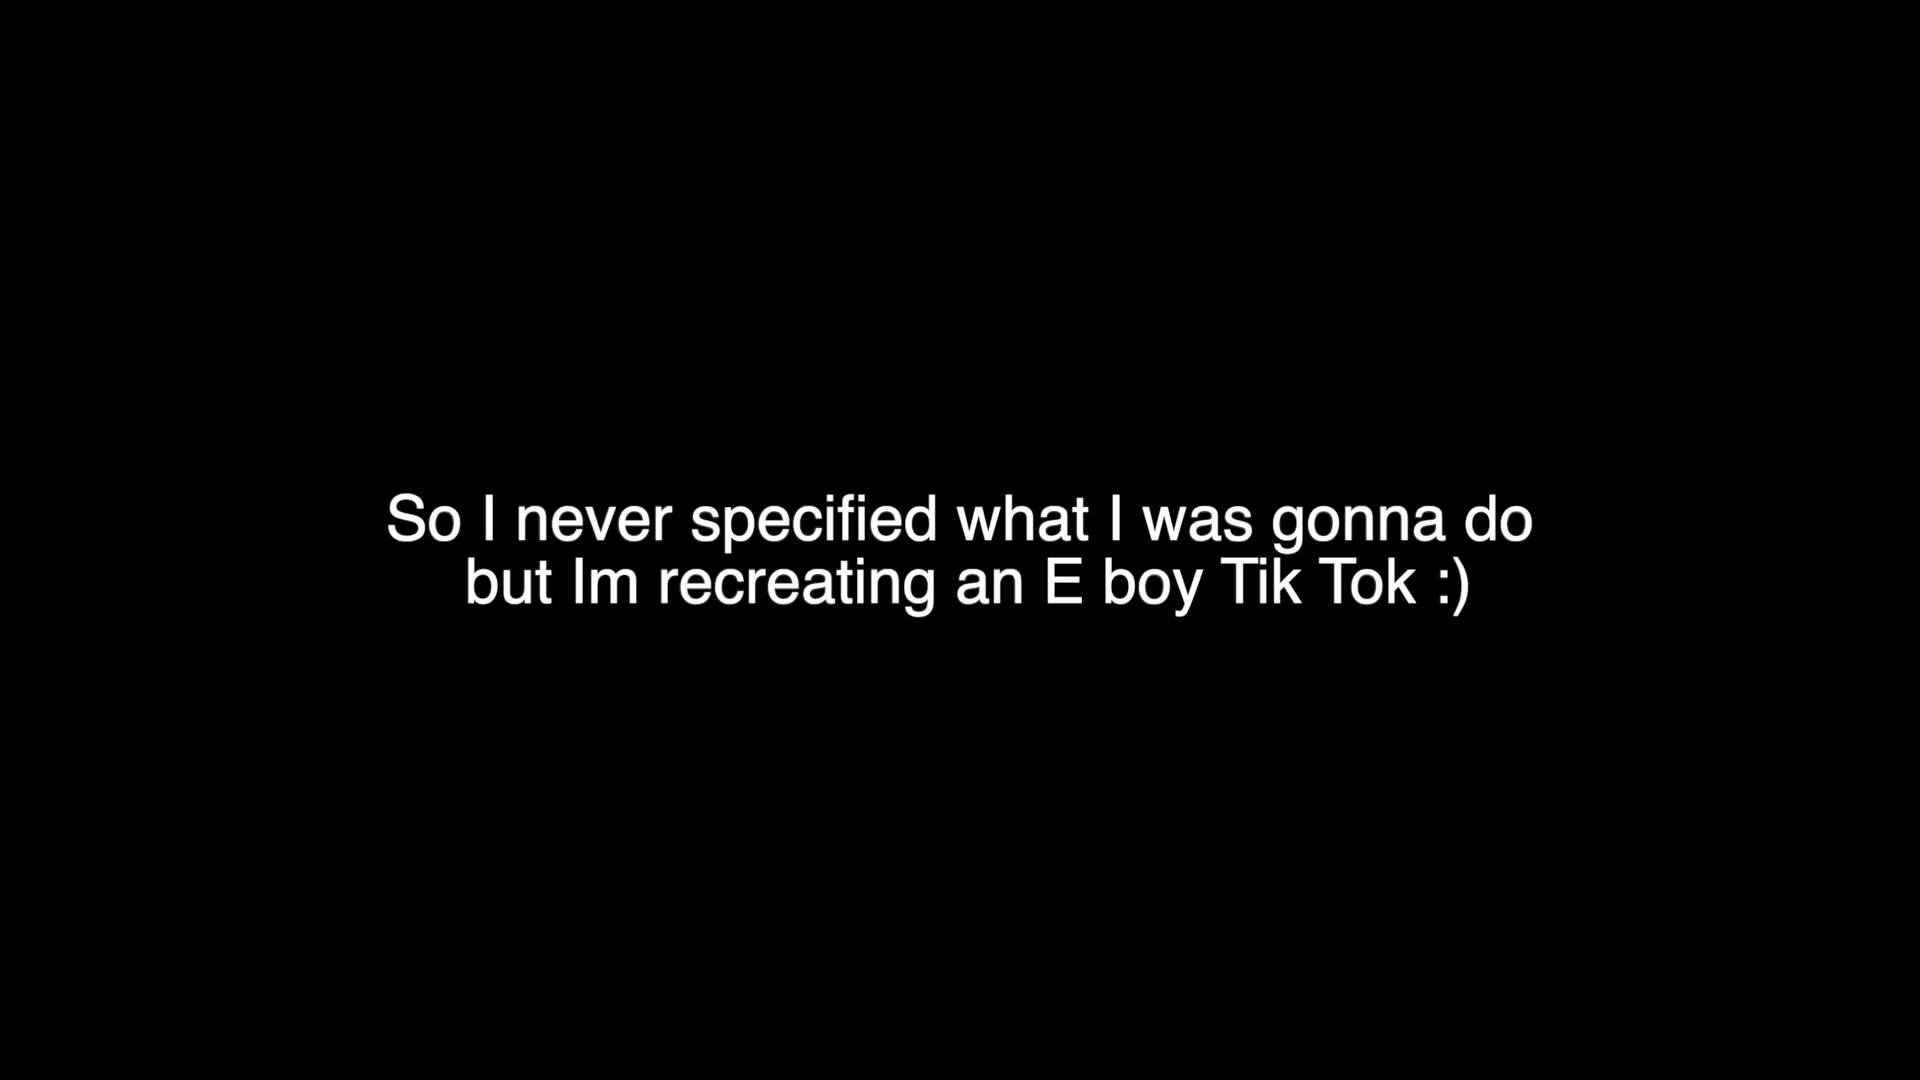 So I never specified what I was gonna do
but Im recreating an E boy Tik Tok :)